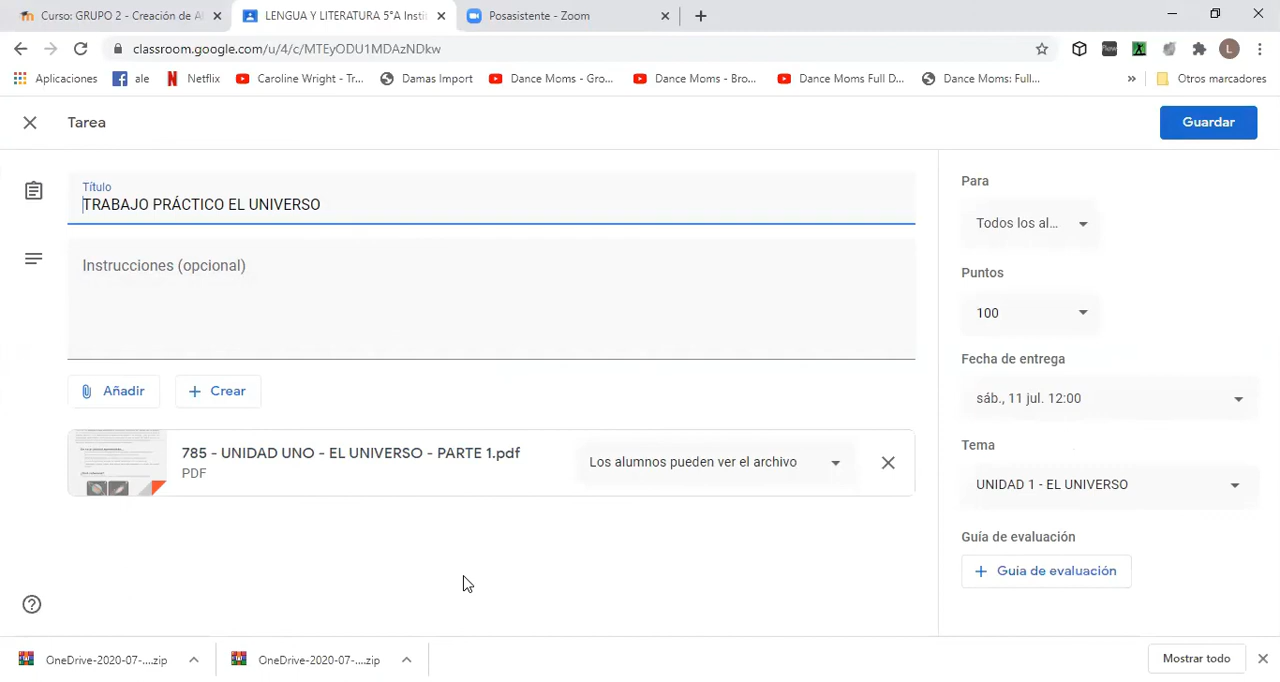 Curso: GRUPO 2 - Creación de A
LENGUA Y LITERATURA 5°A Insti
Posasistente - Zoom
classroom.google.com/u/4/c/MTEyODU1MDAzNDkw
L
Aplicaciones
ale
Netflix
Caroline Wright - Tr...
Damas Import
Dance Moms - Gro...
Dance Moms - Bro...
Dance Moms Full D...
Dance Moms: Full...
»
Otros marcadores
Tarea
Guardar
Título
TRABAJO PRÁCTICO EL UNIVERSO
Instrucciones (opcional)
Añadir
Crear
785 - UNIDAD UNO - EL UNIVERSO - PARTE 1.pdf
PDF
Los alumnos pueden ver el archivo
Para
Todos los al...
Puntos
100
Fecha de entrega
sáb., 11 jul. 12:00
Tema
UNIDAD 1 - EL UNIVERSO
Guía de evaluación
Guía de evaluación
OneDrive-2020-07-....zip
OneDrive-2020-07-....zip
Mostrar todo